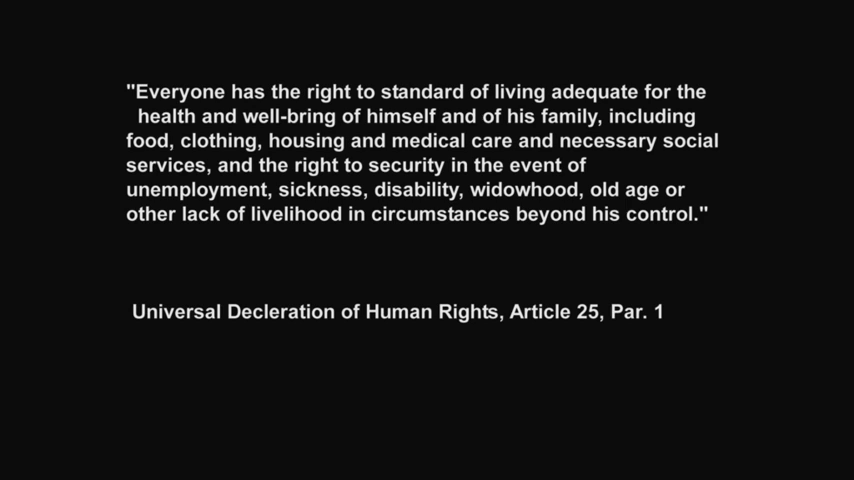 "Everyone has the right to standard of living adequate for the
health and well-bring of himself and of his family, including
food, clothing, housing and medical care and necessary social
services, and the right to security in the event of
unemployment, sickness, disability, widowhood, old age or
other lack of livelihood in circumstances beyond his control."
Universal Decleration of Human Rights, Article 25, Par. 1